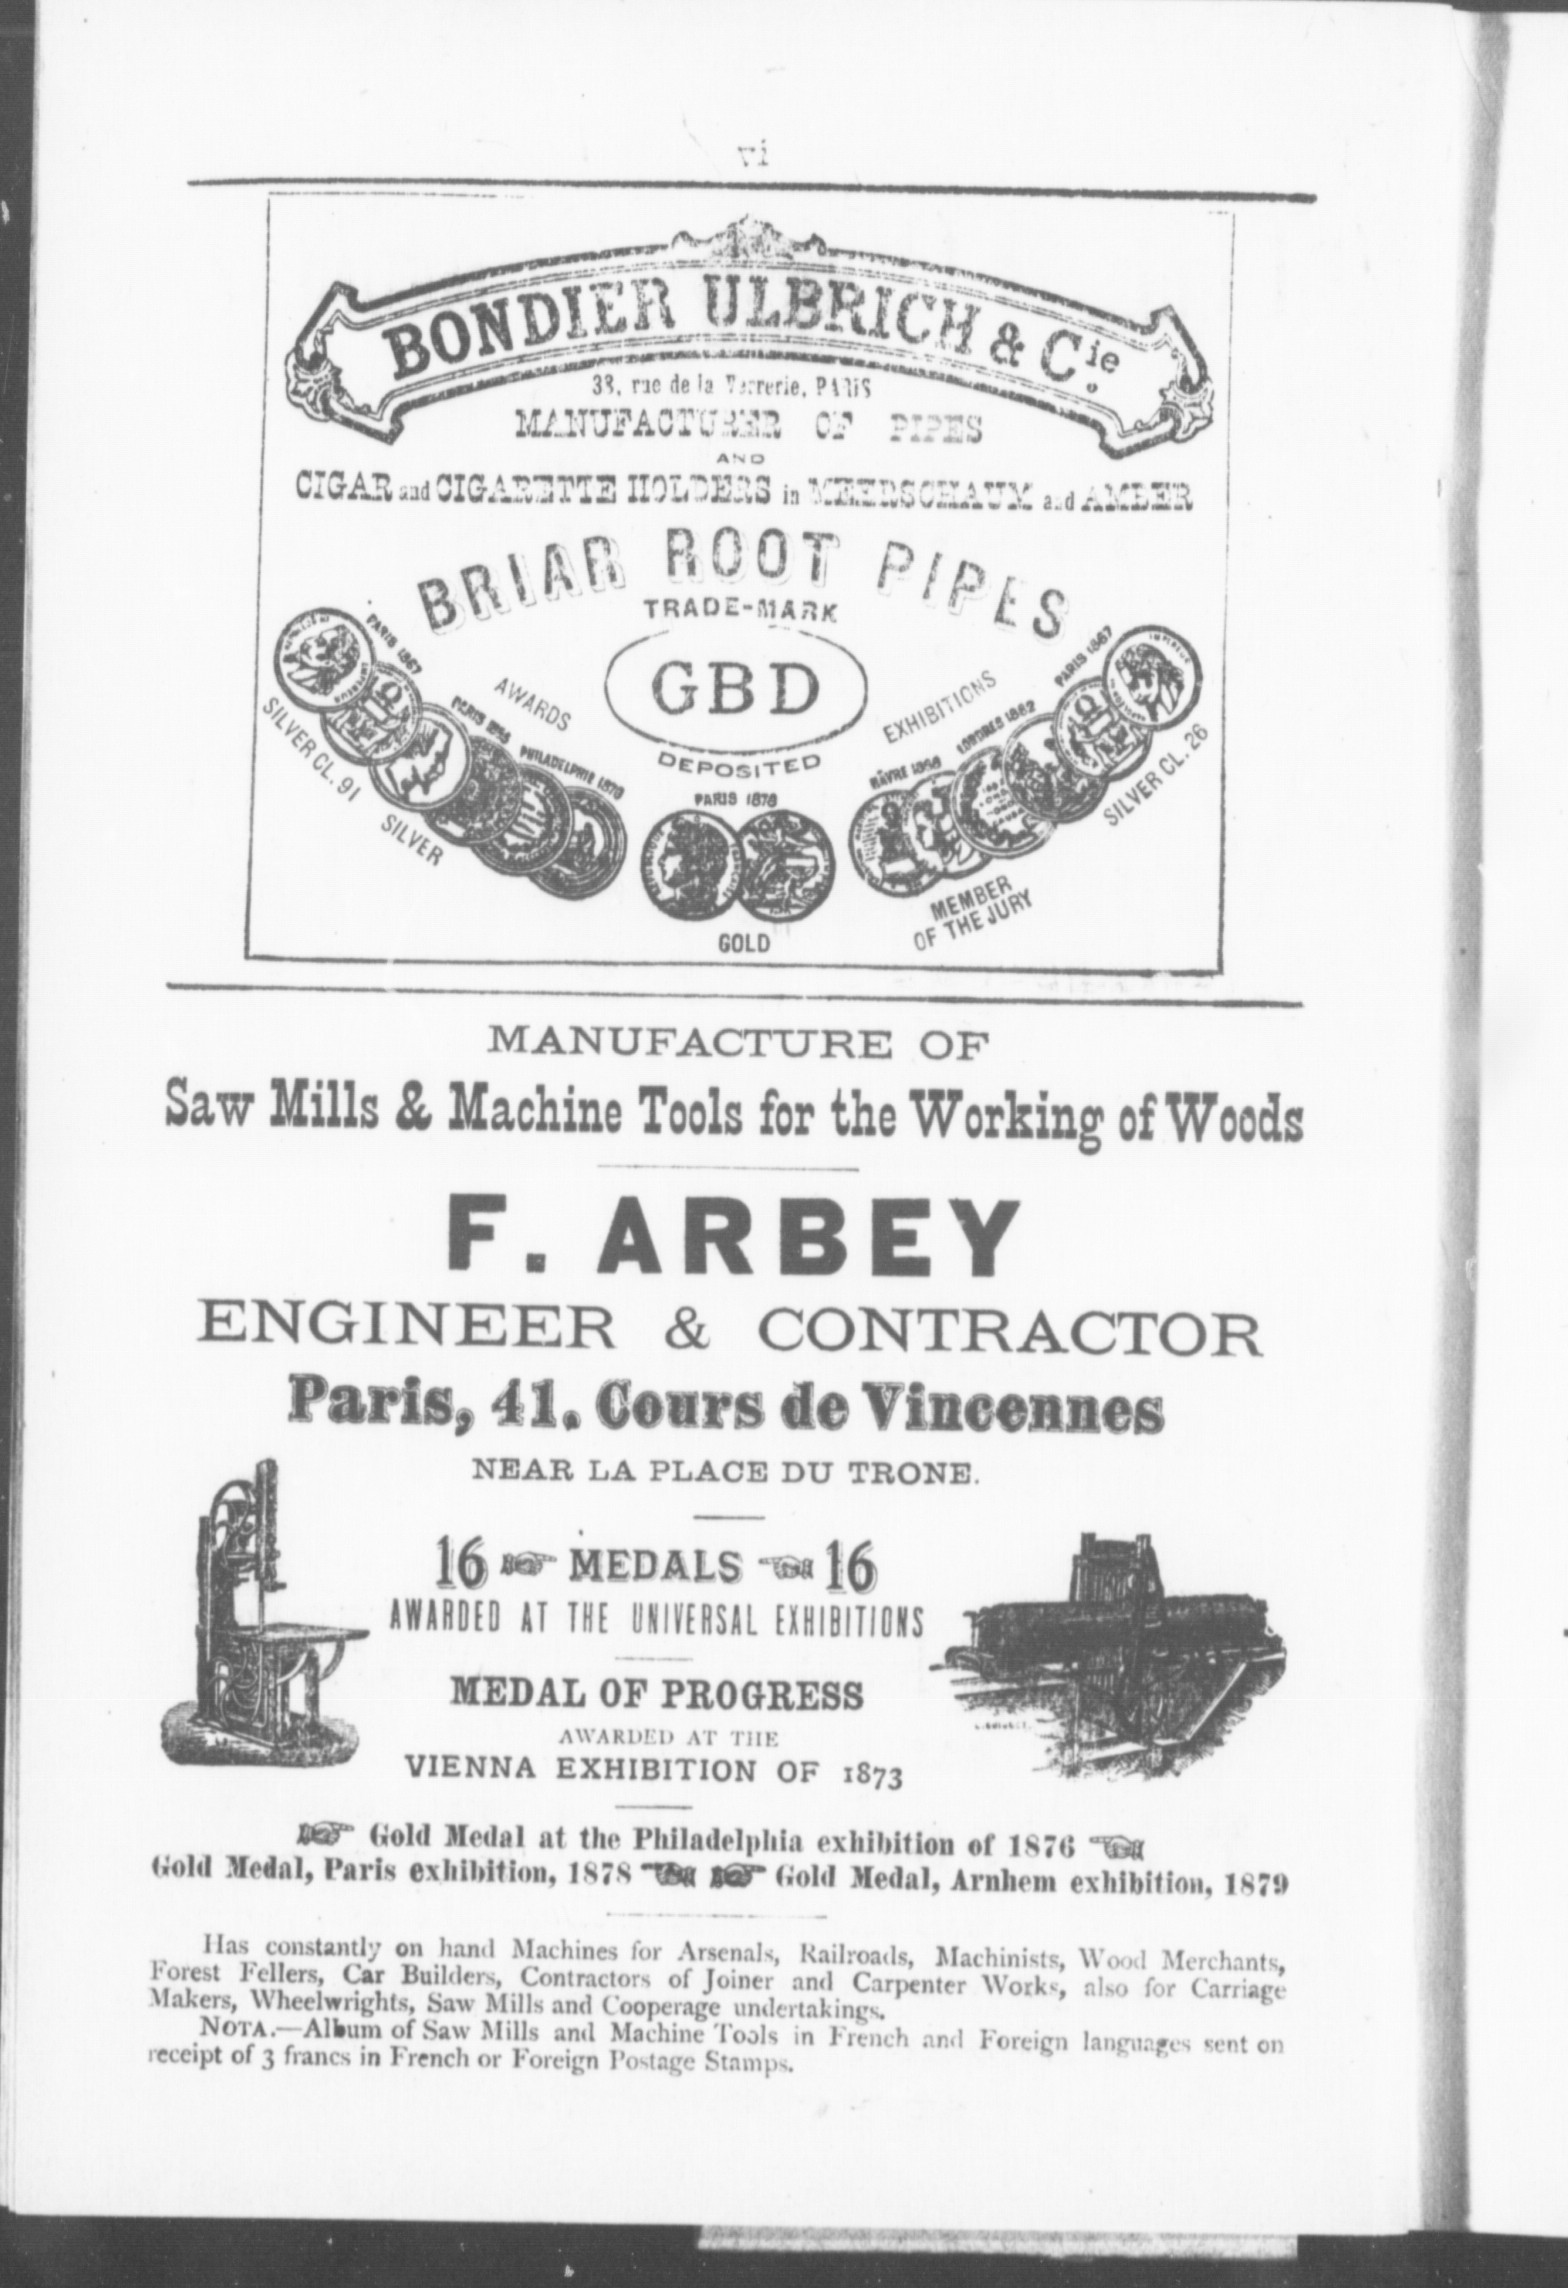 vi
BONDIER ULBRICH & Cie
rue de la Verrerie, PARIS
MANUFACTURER OF PIPES
AND
CIGAR and CIGARETTE HOLDERS in MEERSCHAUM and AMBER
BRIAR ROOT PIPES
TRADE-MARK
GBD
DEPOSITED
AWARDS
EXHIBITIONS
PARIS 1867
PARIS
PHILADELPHIE
SILVER CL. 91
SILVER
PARIS 1878
GOLD
HÂVRE
LONDRES 1862
PARIS 1867
SILVER CL. 26
MEMBER
OF THE JURY
MANUFACTURE OF
Saw Mills & Machine Tools for the Working of Woods
F. ARBEY
ENGINEER & CONTRACTOR
Paris, 41. Cours de Vincennes
NEAR LA PLACE DU TRONE.
16 MEDALS 16
AWARDED AT THE UNIVERSAL EXHIBITIONS
MEDAL OF PROGRESS
AWARDED AT THE
VIENNA EXHIBITION OF 1873
Gold Medal at the Philadelphia exhibition of 1876
Gold Medal, Paris exhibition, 1878 Gold Medal, Arnhem exhibition, 1879
Has constantly on hand Machines for Arsenals, Railroads, Machinists, Wood Merchants,
Forest Fellers, Car Builders, Contractors of Joiner and Carpenter Works, also for Carriage
Makers, Wheelwrights, Saw Mills and Cooperage undertakings.
NOTA.—Album of Saw Mills and Machine Tools in French and Foreign languages sent on
receipt of 3 francs in French or Foreign Postage Stamps.